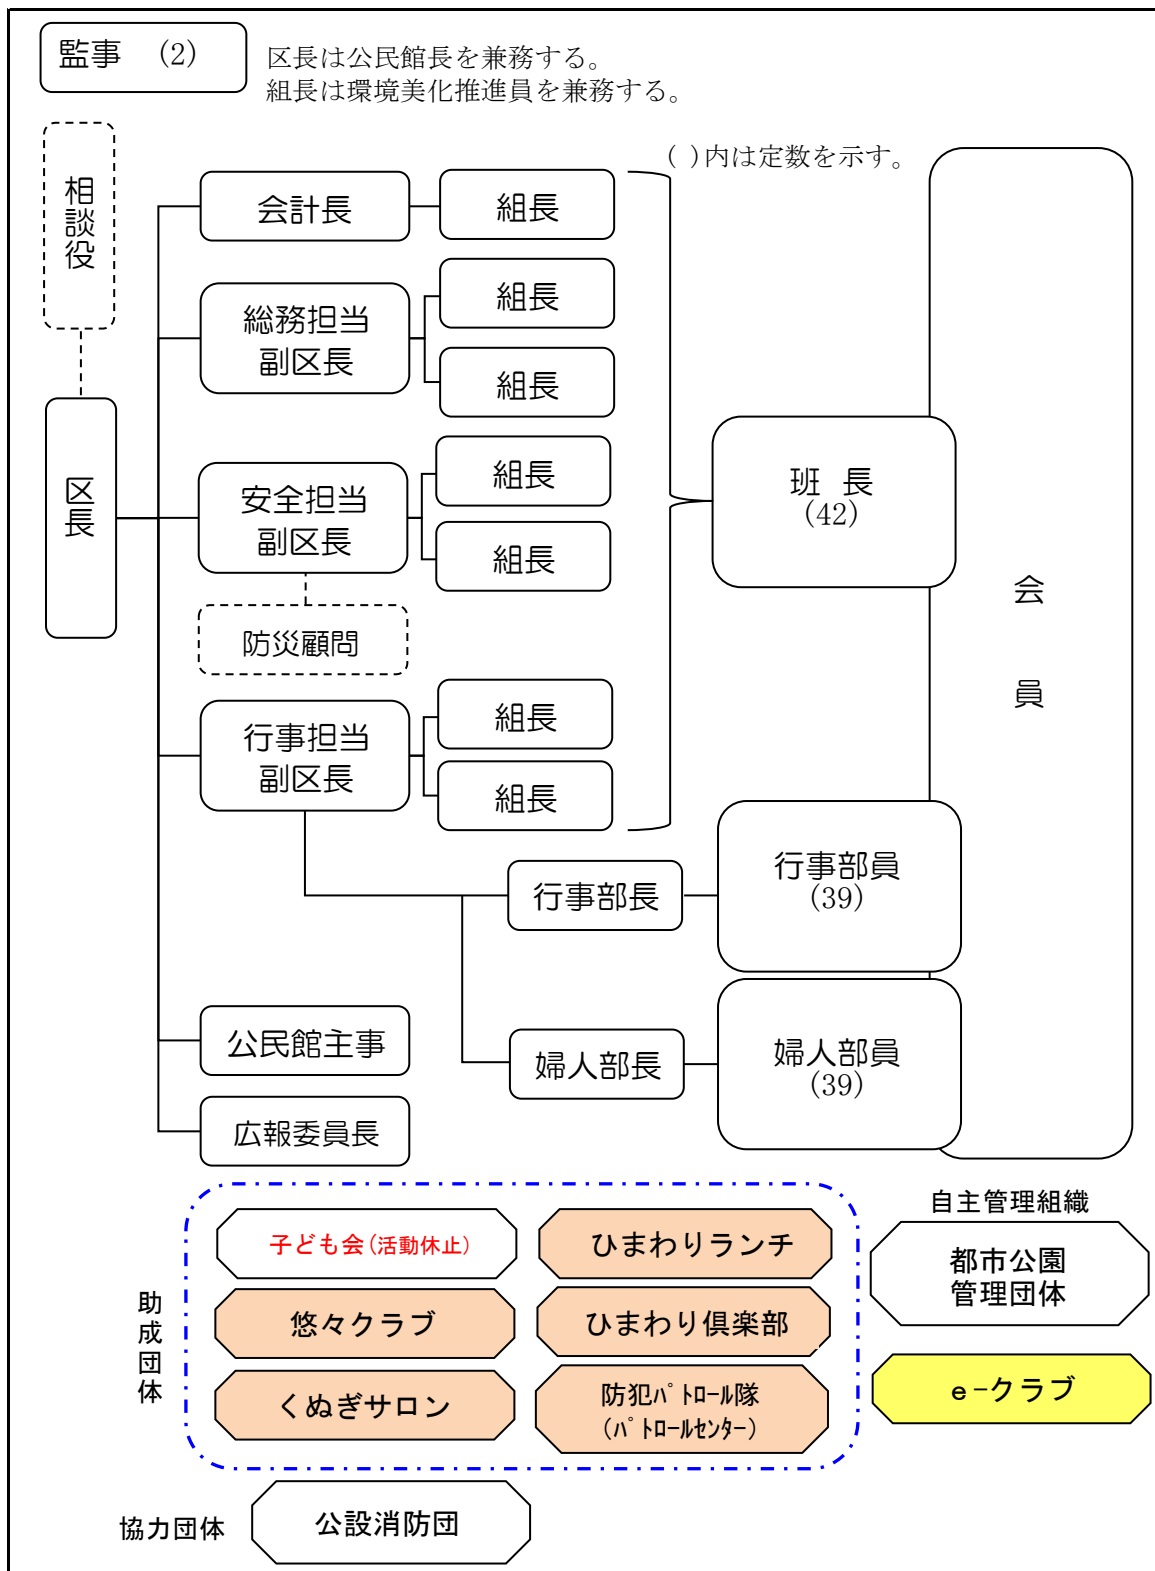 監事 (2)
区長は公民館長を兼務する。
組長は環境美化推進員を兼務する。
( )内は定数を示す。
相談役
区長
会計長
組長
総務担当
副区長
組長
組長
安全担当
副区長
組長
組長
防災顧問
行事担当
副区長
組長
組長
班 長
(42)
会員
行事部長
行事部員
(39)
公民館主事
婦人部長
婦人部員
(39)
広報委員長
助成団体
子ども会(活動休止)
ひまわりランチ
悠々クラブ
ひまわり倶楽部
くぬぎサロン
防犯ﾊﾟﾄﾛｰﾙ隊
(ﾊﾟﾄﾛｰﾙｾﾝﾀｰ)
自主管理組織
都市公園
管理団体
e-クラブ
協力団体
公設消防団